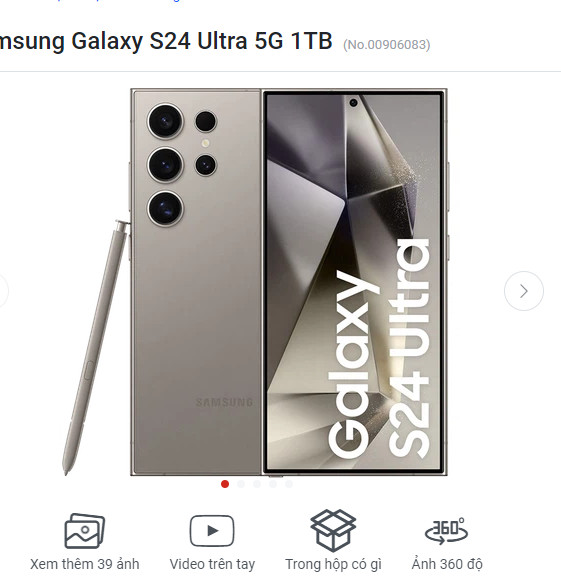 msung Galaxy S24 Ultra 5G 1TB (No.00906083)
SAMSUNG
Galaxy
S24 Ultra
Xem thêm 39 ảnh
Video trên tay
Trong hộp có gì
360°
Ảnh 360 độ